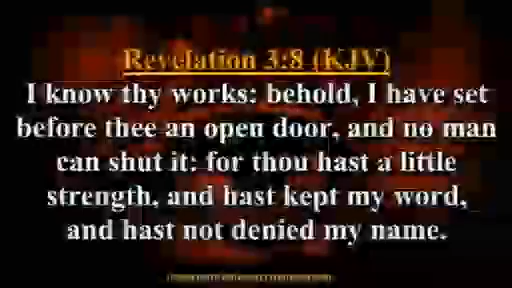 Revelation 3:8 (KJV)
I know thy works: behold, I have set
before thee an open door, and no man
can shut it: for thou hast a little
strength, and hast kept my word,
and hast not denied my name.